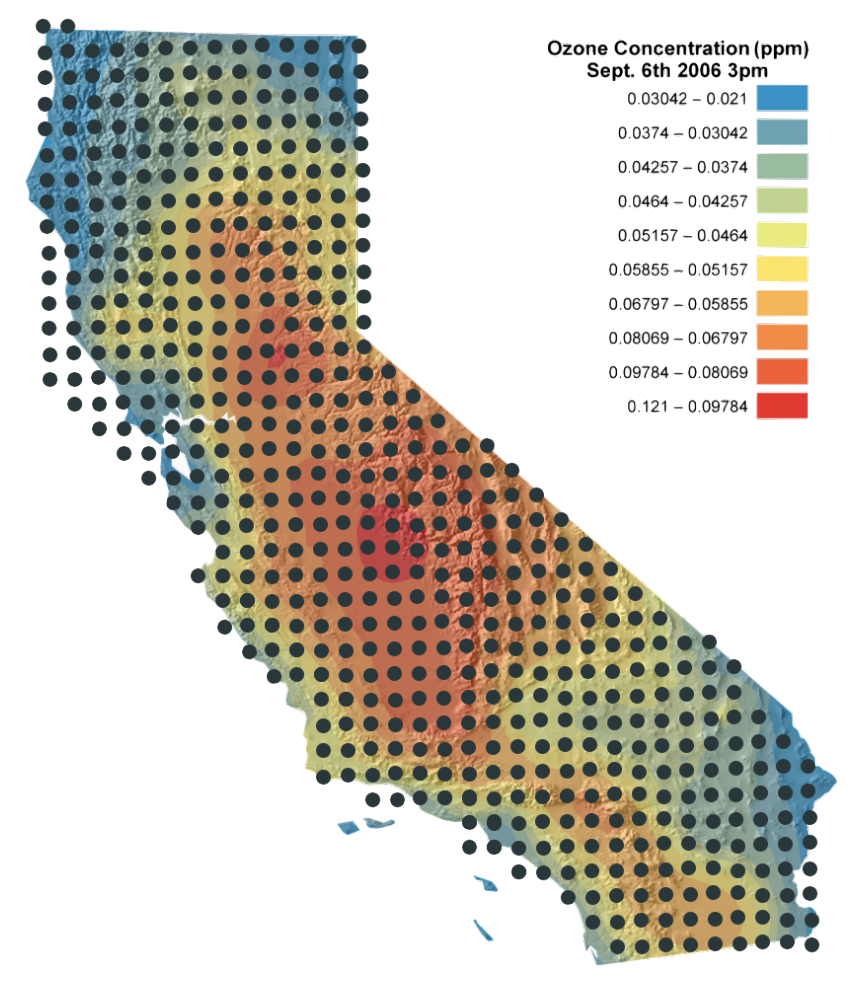 Ozone Concentration (ppm)
Sept. 6th 2006 3pm
0.03042 – 0.021
0.0374 – 0.03042
0.04257 – 0.0374
0.0464 – 0.04257
0.05157 – 0.0464
0.05855 – 0.05157
0.06797 – 0.05855
0.08069 – 0.06797
0.09784 – 0.08069
0.121 – 0.09784